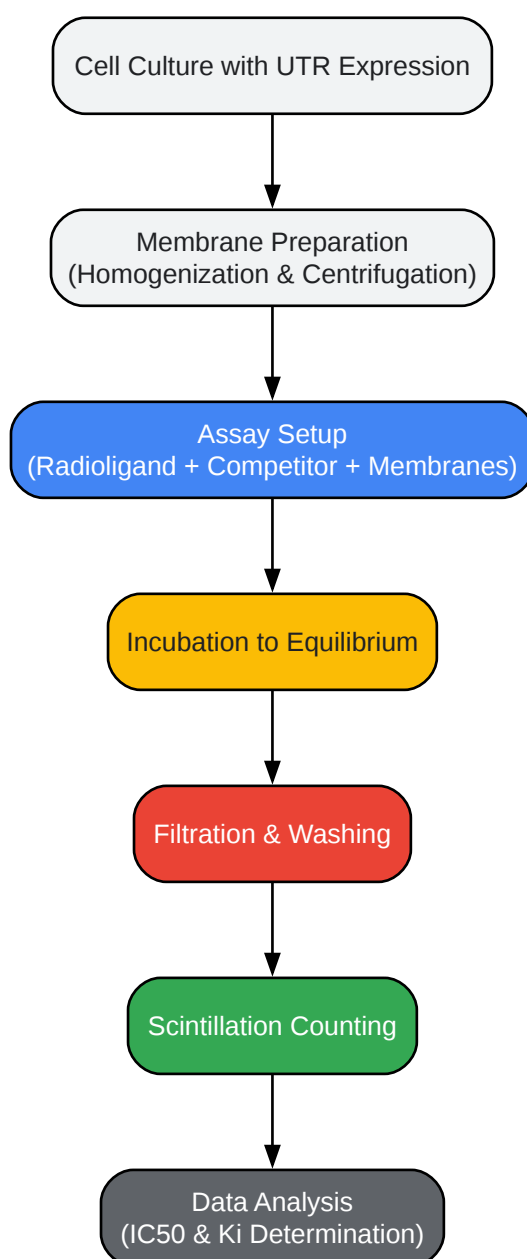 Cell Culture with UTR Expression
Membrane Preparation
(Homogenization & Centrifugation)
Assay Setup
(Radioligand + Competitor + Membranes)
Incubation to Equilibrium
Filtration & Washing
Scintillation Counting
Data Analysis
(IC50 & Ki Determination)